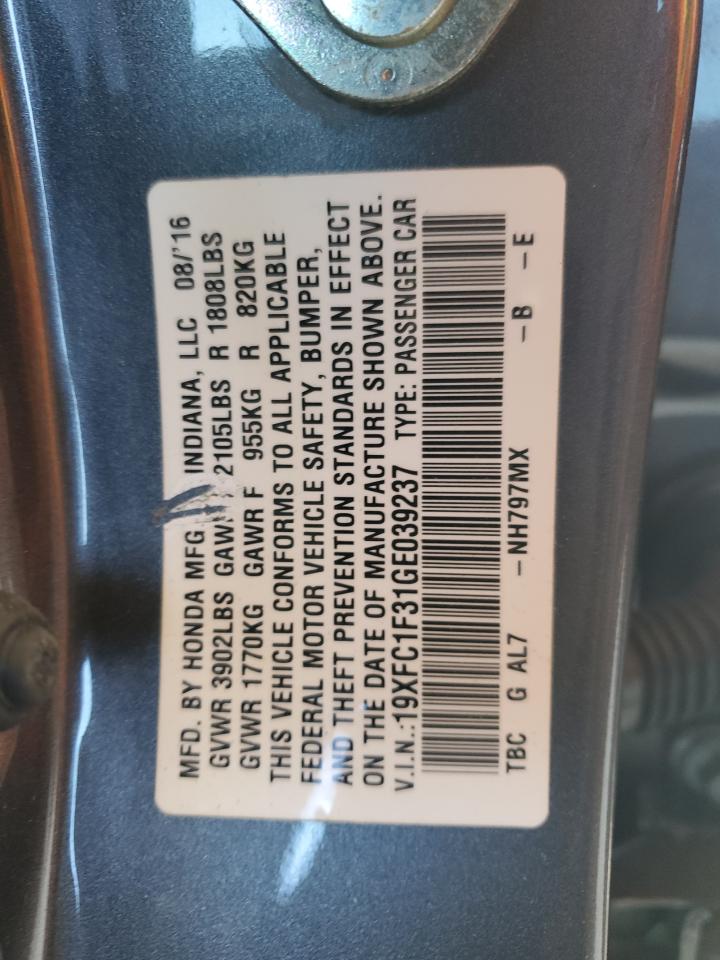 MFD. BY HONDA MFG INDIANA, LLC 08/'16
GVWR 3902LBS 2105LBS R 1808LBS
GVWR 1770KG GAWR F 955KG R 820KG
THIS VEHICLE CONFORMS TO ALL APPLICABLE
FEDERAL MOTOR VEHICLE SAFETY, BUMPER,
AND THEFT PREVENTION STANDARDS IN EFFECT
ON THE DATE OF MANUFACTURE SHOWN ABOVE.
V.I.N.:19XFC1F31GE039237 TYPE: PASSENGER CAR
TBC G AL7 -NH797MX -B -E